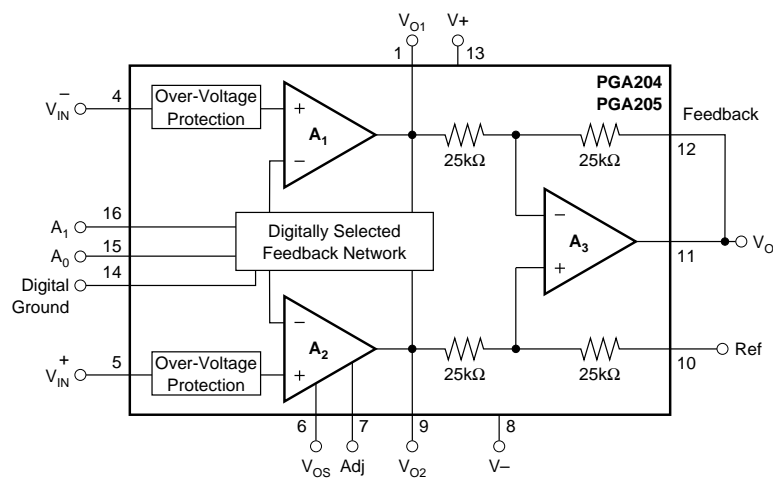 V_O1
V+
1
13
PGA204
PGA205
V_IN^–
4
Over-Voltage
Protection
+
A_1
–
25kΩ
25kΩ
Feedback
12
A_1
16
A_0
15
14
Digital
Ground
Digitally Selected
Feedback Network
–
A_3
+
11
V_O
–
A_2
+
V_IN^+
5
Over-Voltage
Protection
25kΩ
25kΩ
10
Ref
6
7
9
8
V_OS
Adj
V_O2
V–